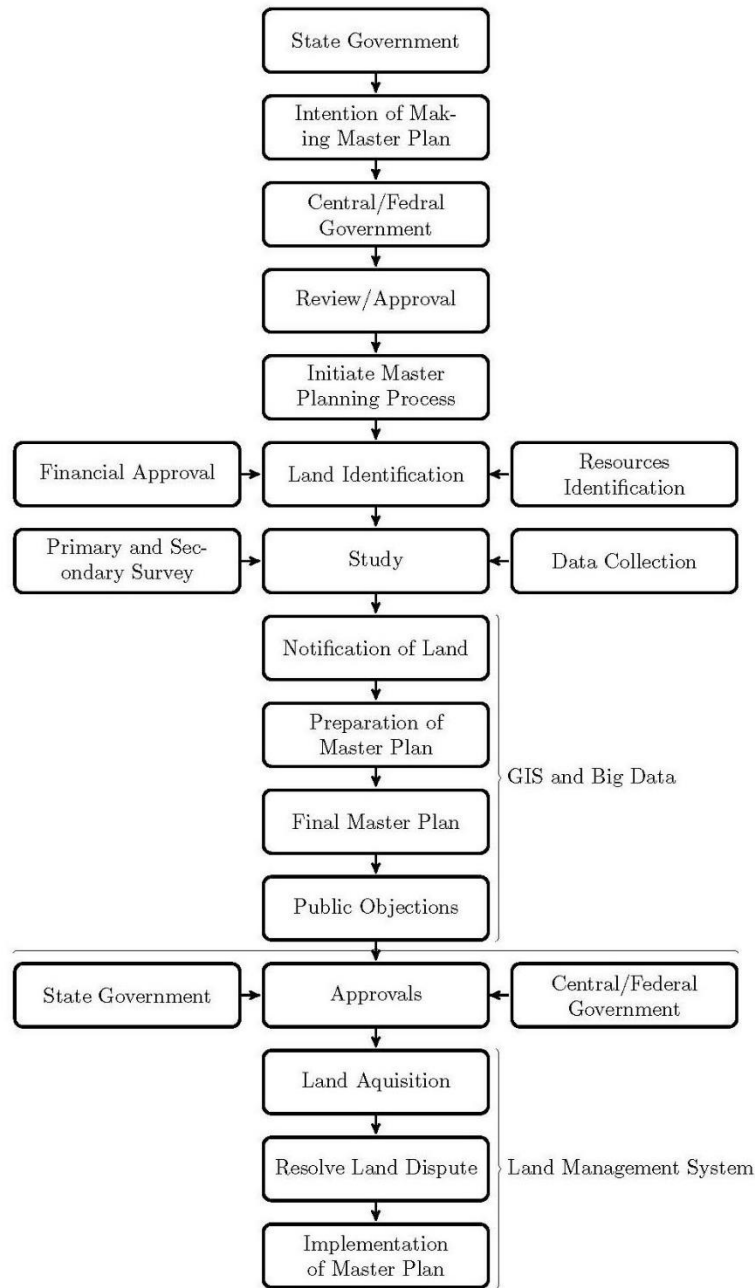 State Government
Intention of Mak-
ing Master Plan
Central/Fedral
Government
Review/Approval
Initiate Master
Planning Process
Financial Approval
Land Identification
Resources
Identification
Primary and Sec-
ondary Survey
Study
Data Collection
Notification of Land
Preparation of
Master Plan
GIS and Big Data
Final Master Plan
Public Objections
State Government
Approvals
Central/Federal
Government
Land Aquisition
Resolve Land Dispute
Land Management System
Implementation
of Master Plan